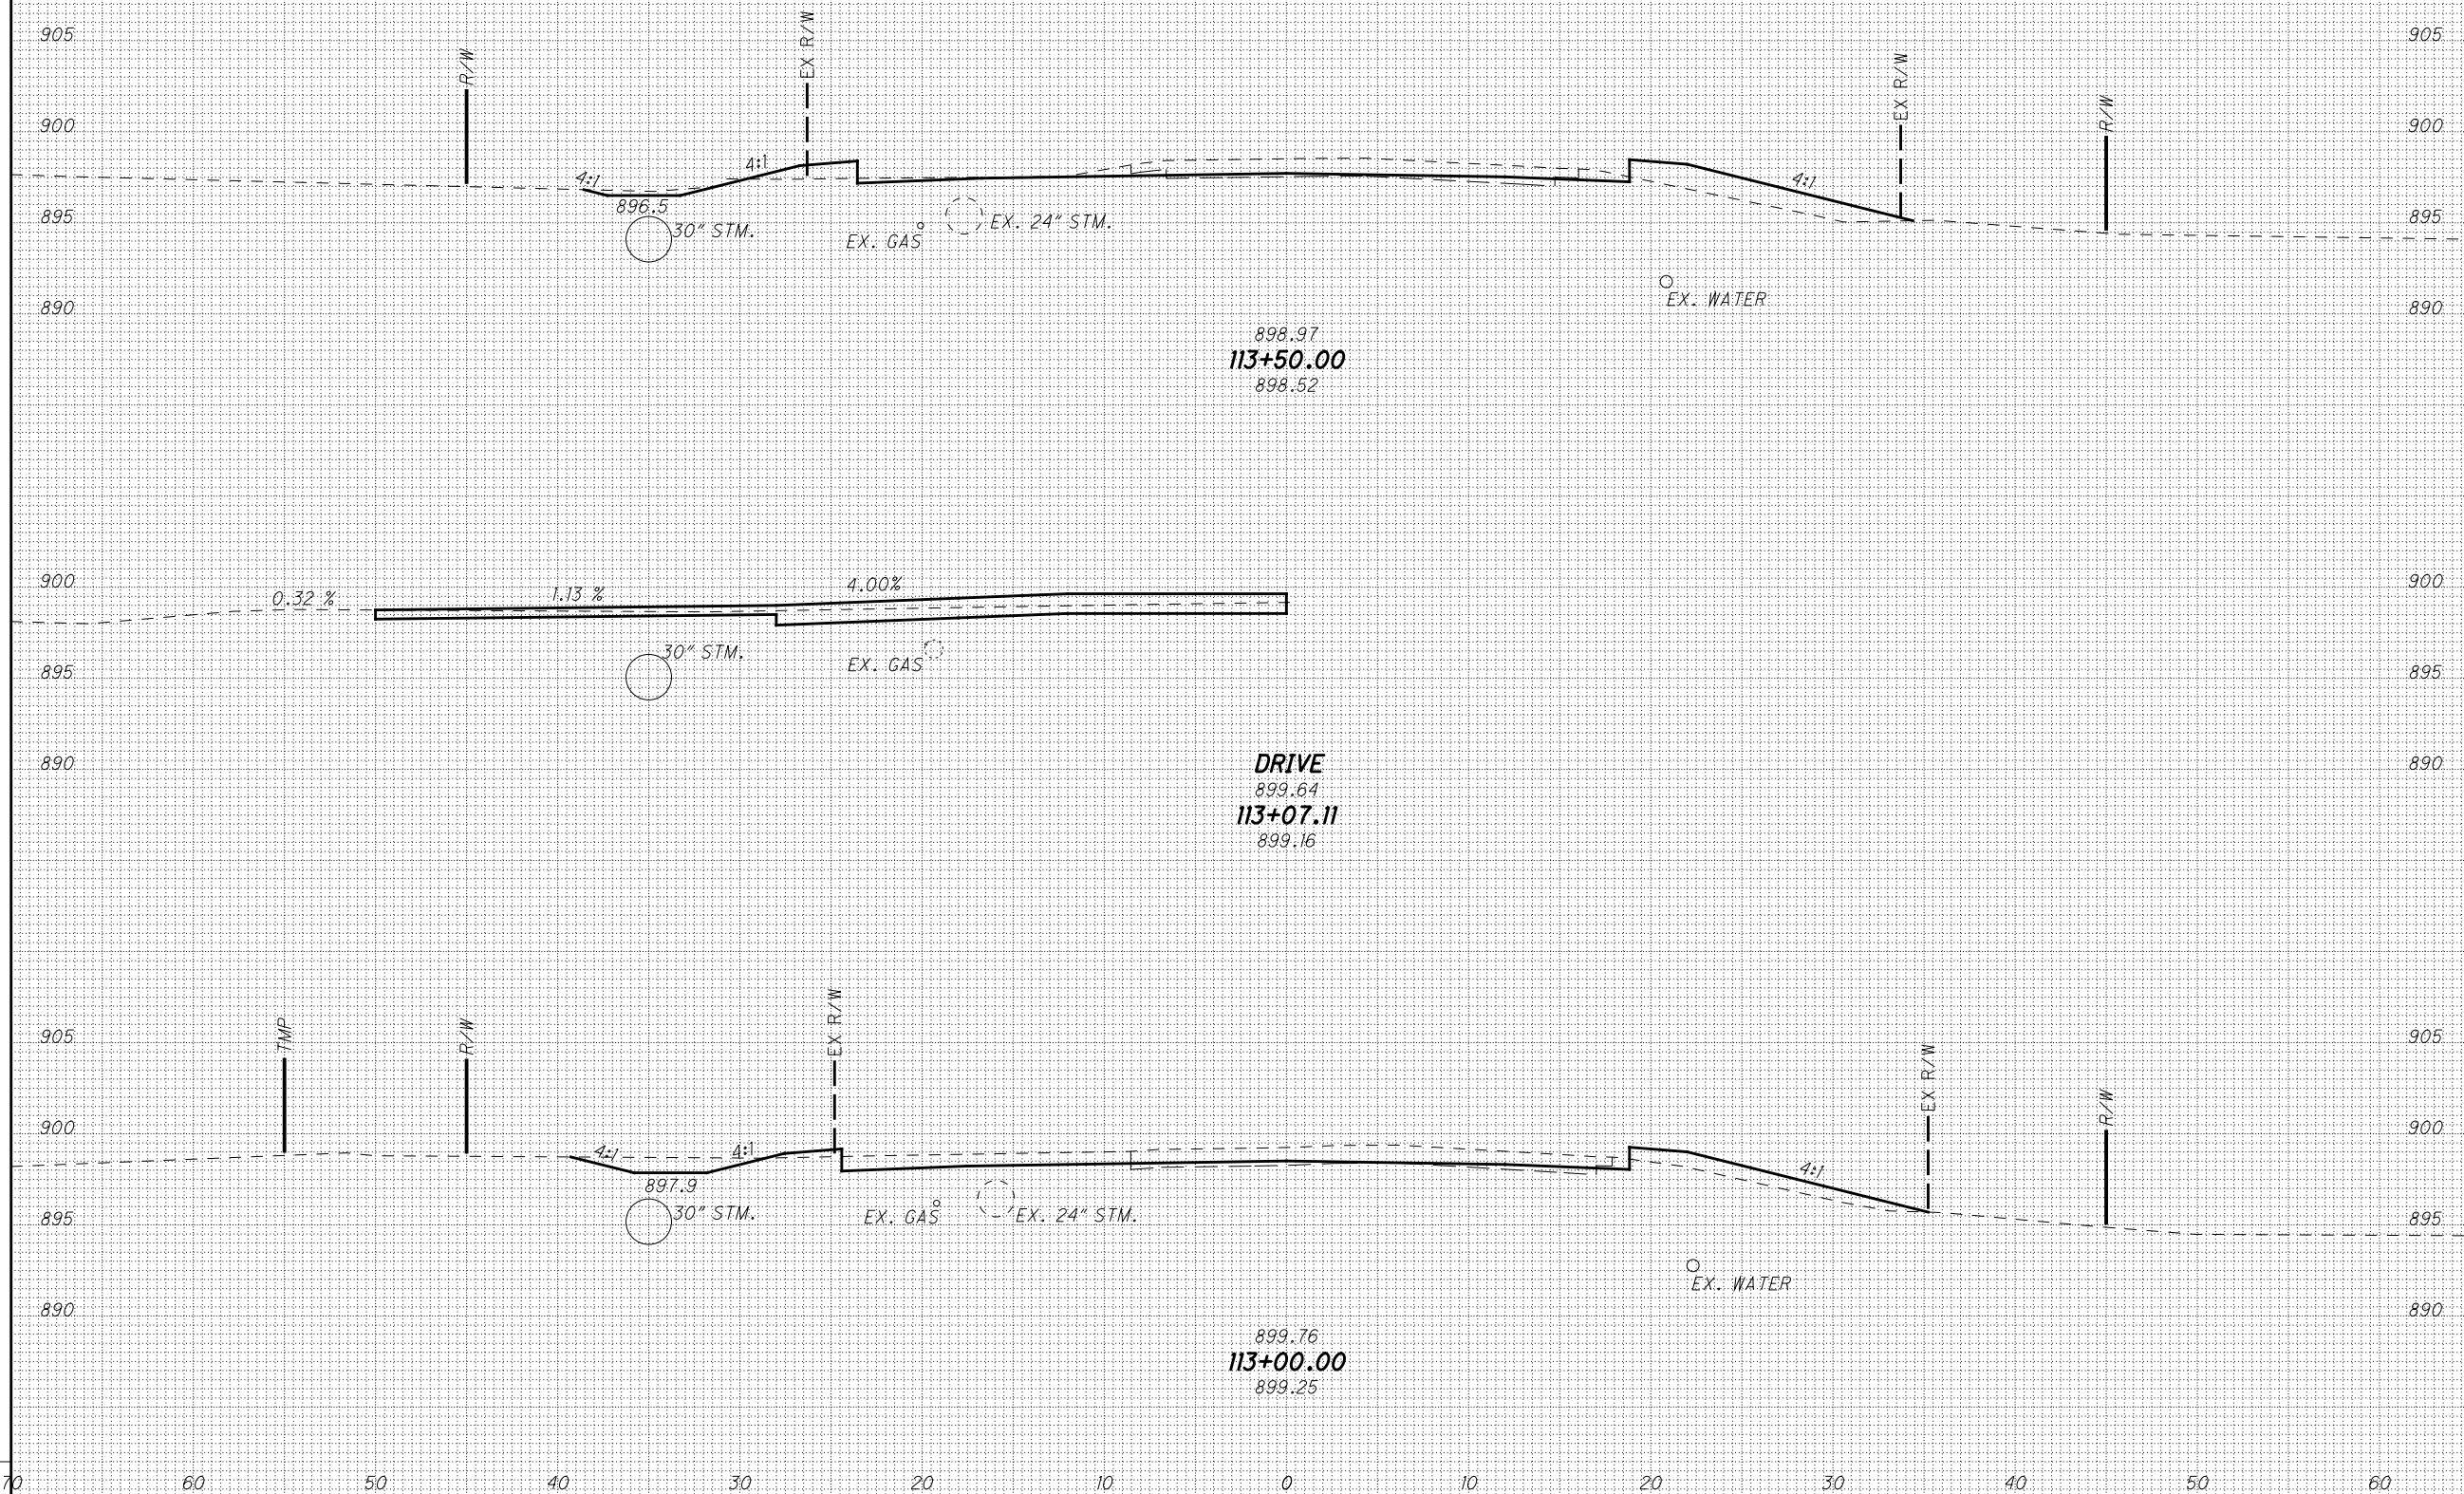 EX R/W
905 905
R/W EX R/W
R/W
900 900
4:1 4:1 4:1
896.5
895 895
30" STM. EX. GAS EX. 24" STM.
EX. WATER
890 890
898.97
113+50.00
898.52
900 900
0.32 % 1.13 % 4.00%
30" STM. EX. GAS
895 895
890 890
DRIVE
899.64
113+07.11
899.16
EX R/W
TMP R/W EX R/W
905 905
R/W
900 900
4:1 4:1 4:1
897.9
895 895
30" STM. EX. GAS EX. 24" STM.
EX. WATER
890 890
899.76
113+00.00
899.25
70 60 50 40 30 20 10 0 10 20 30 40 50 60